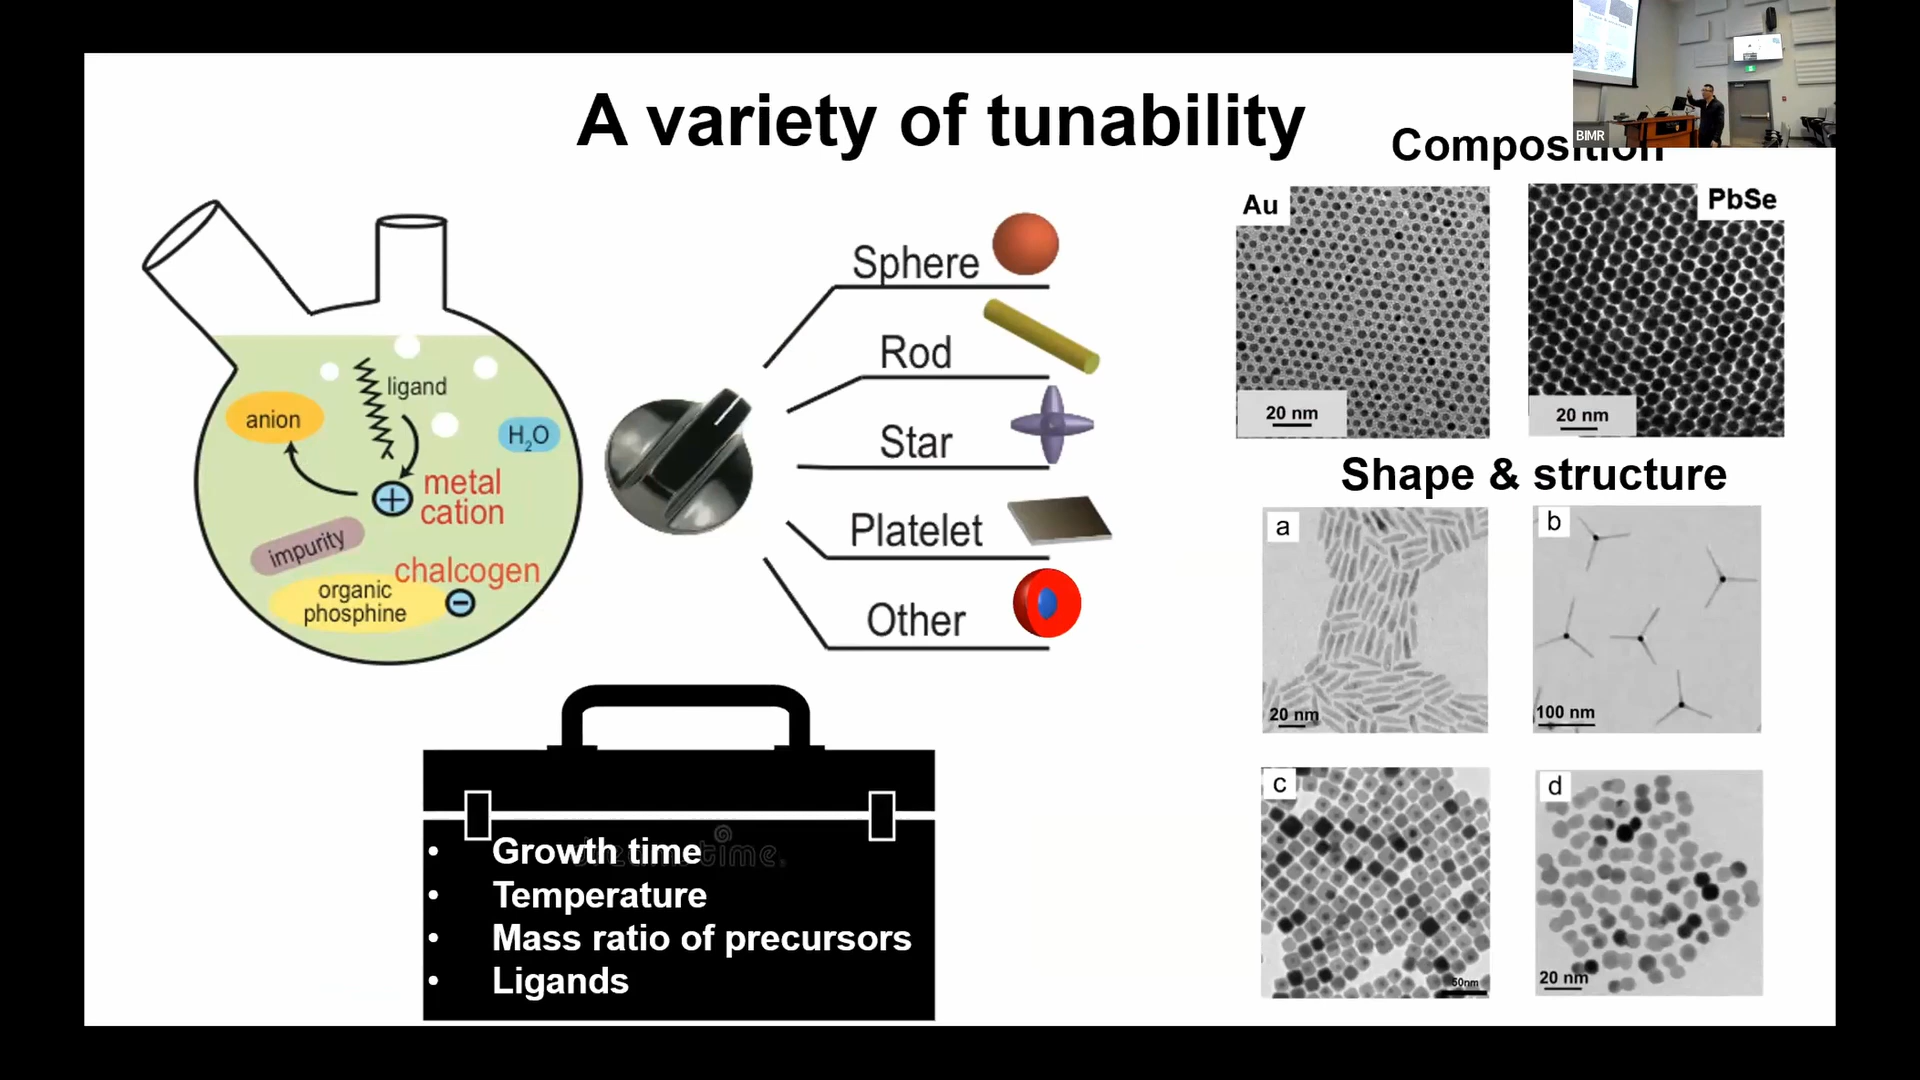 A variety of tunability
BIMR
Composition
Au
PbSe
20 nm
20 nm
Sphere
Rod
Star
Platelet
Other
ligand
anion
H2O
metal
cation
impurity
chalcogen
organic
phosphine
Shape & structure
a
b
20 nm
100 nm
c
d
50nm
20 nm
• Growth time
• Temperature
• Mass ratio of precursors
• Ligands